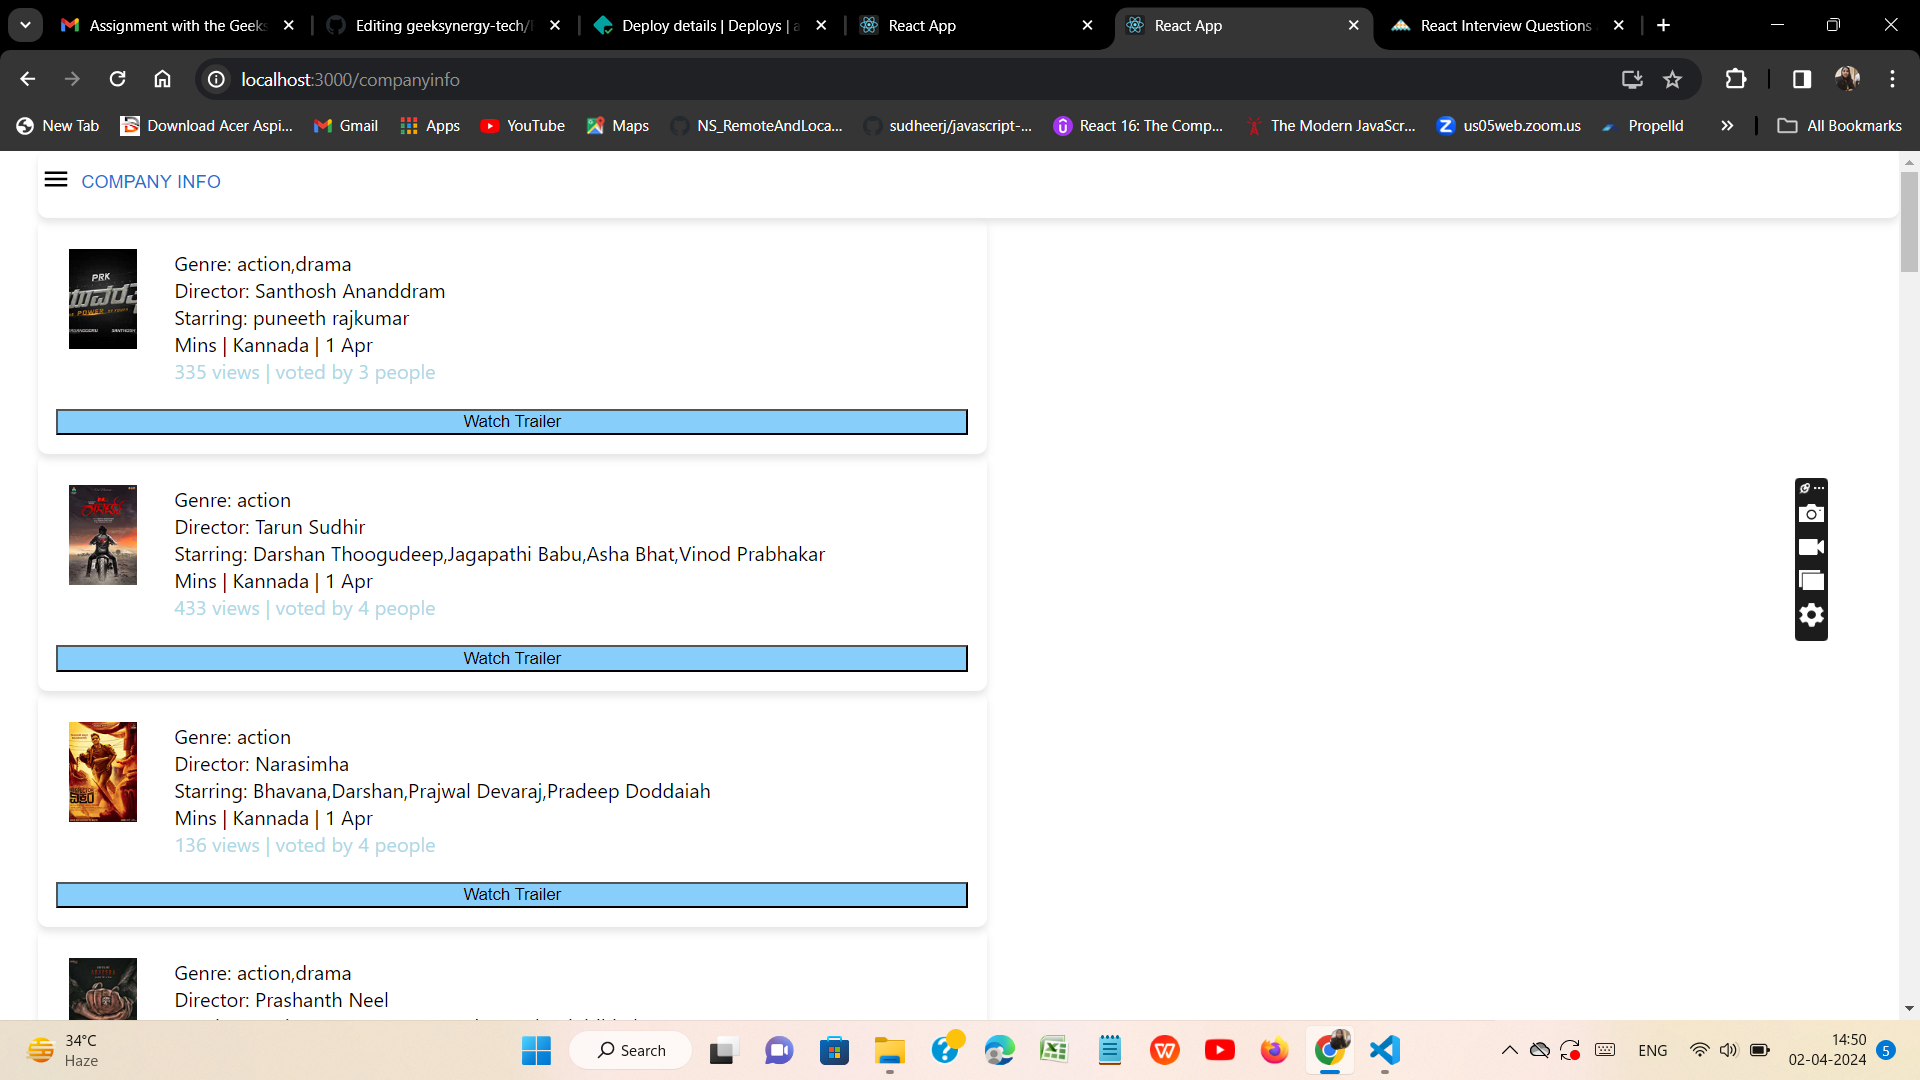 Assignment with the Geeks
Editing geeksynergy-tech/
Deploy details | Deploys | a
React App
React App
React Interview Questions
localhost:3000/companyinfo
New Tab
Download Acer Aspi...
Gmail
Apps
YouTube
Maps
NS_RemoteAndLoca...
sudheerj/javascript-...
React 16: The Comp...
The Modern JavaScr...
us05web.zoom.us
Propelld
All Bookmarks
COMPANY INFO
PRK
POWER
Genre: action,drama
Director: Santhosh Ananddram
Starring: puneeth rajkumar
Mins | Kannada | 1 Apr
335 views | voted by 3 people
Watch Trailer
Genre: action
Director: Tarun Sudhir
Starring: Darshan Thoogudeep,Jagapathi Babu,Asha Bhat,Vinod Prabhakar
Mins | Kannada | 1 Apr
433 views | voted by 4 people
Watch Trailer
Genre: action
Director: Narasimha
Starring: Bhavana,Darshan,Prajwal Devaraj,Pradeep Doddaiah
Mins | Kannada | 1 Apr
136 views | voted by 4 people
Watch Trailer
Genre: action,drama
Director: Prashanth Neel
34°C
Haze
Search
ENG
14:50
02-04-2024
5